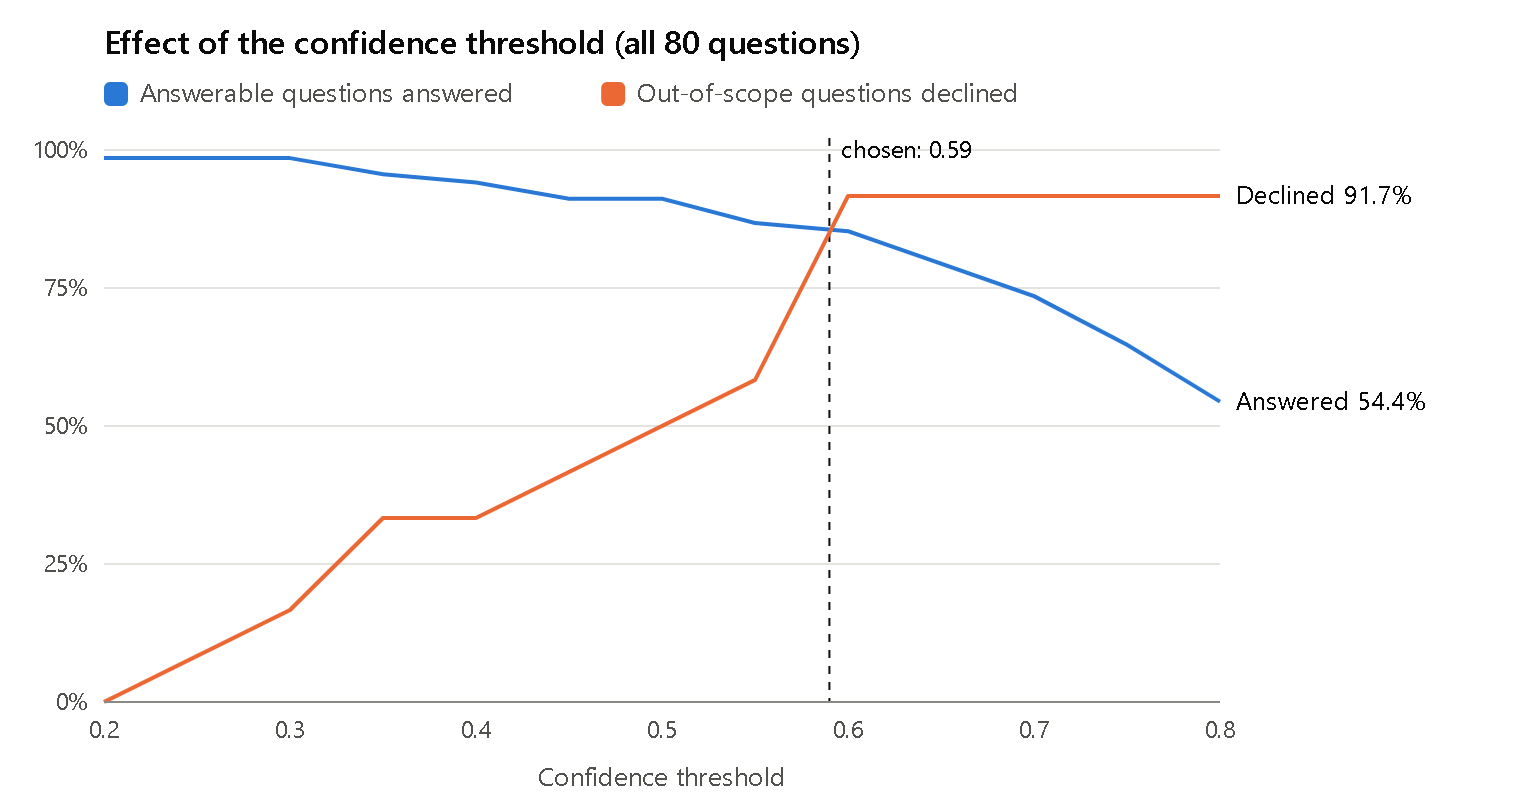 Effect of the confidence threshold (all 80 questions)
Answerable questions answered
Out-of-scope questions declined
100%
chosen: 0.59
Declined 91.7%
75%
Answered 54.4%
50%
25%
0%
0.2 0.3 0.4 0.5 0.6 0.7 0.8
Confidence threshold